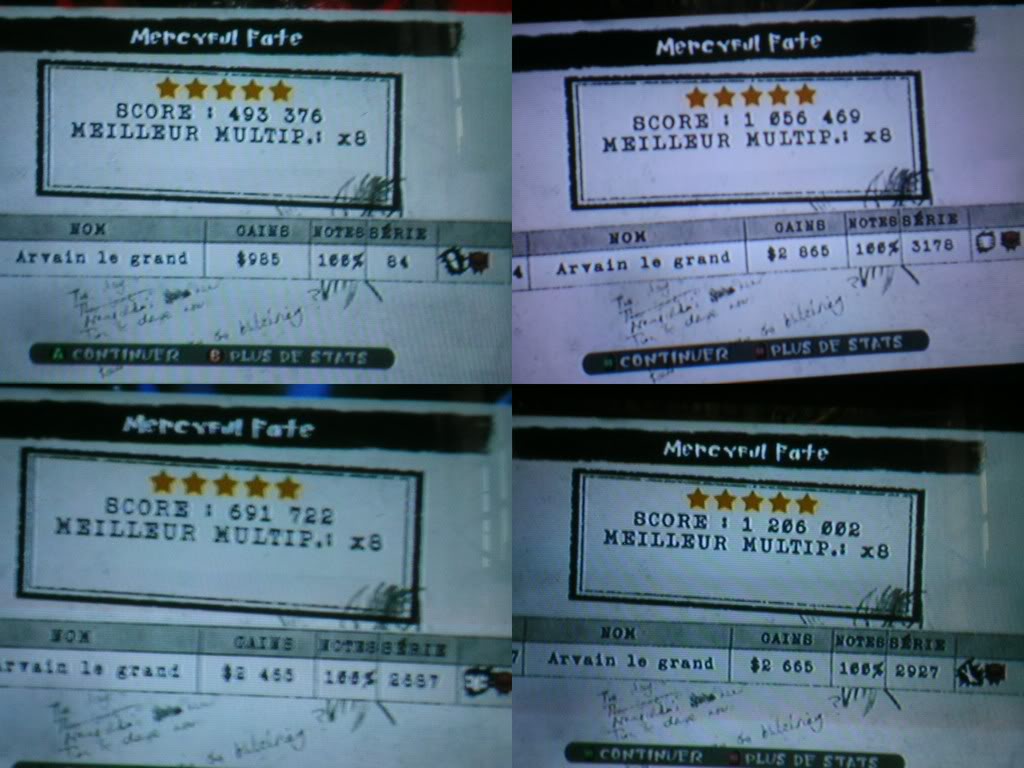 Mercyful Fate
SCORE : 493 376
MEILLEUR MULTIP.: x8
NOM GAINS NOTES SÉRIE
Arvain le grand $985 100% 84
A CONTINUER B PLUS DE STATS
Mercyful Fate
SCORE : 1 056 469
MEILLEUR MULTIP.: x8
NOM GAINS NOTES SÉRIE
4 Arvain le grand $2 865 100% 3178
CONTINUER PLUS DE STATS
Mercyful Fate
SCORE : 691 722
MEILLEUR MULTIP.: x8
NOM GAINS NOTES SÉRIE
Arvain le grand $2 455 100% 2587
Mercyful Fate
SCORE : 1 206 002
MEILLEUR MULTIP.: x8
NOM GAINS NOTES SÉRIE
7 Arvain le grand $2 665 100% 2927
CONTINUER PLUS DE STATS